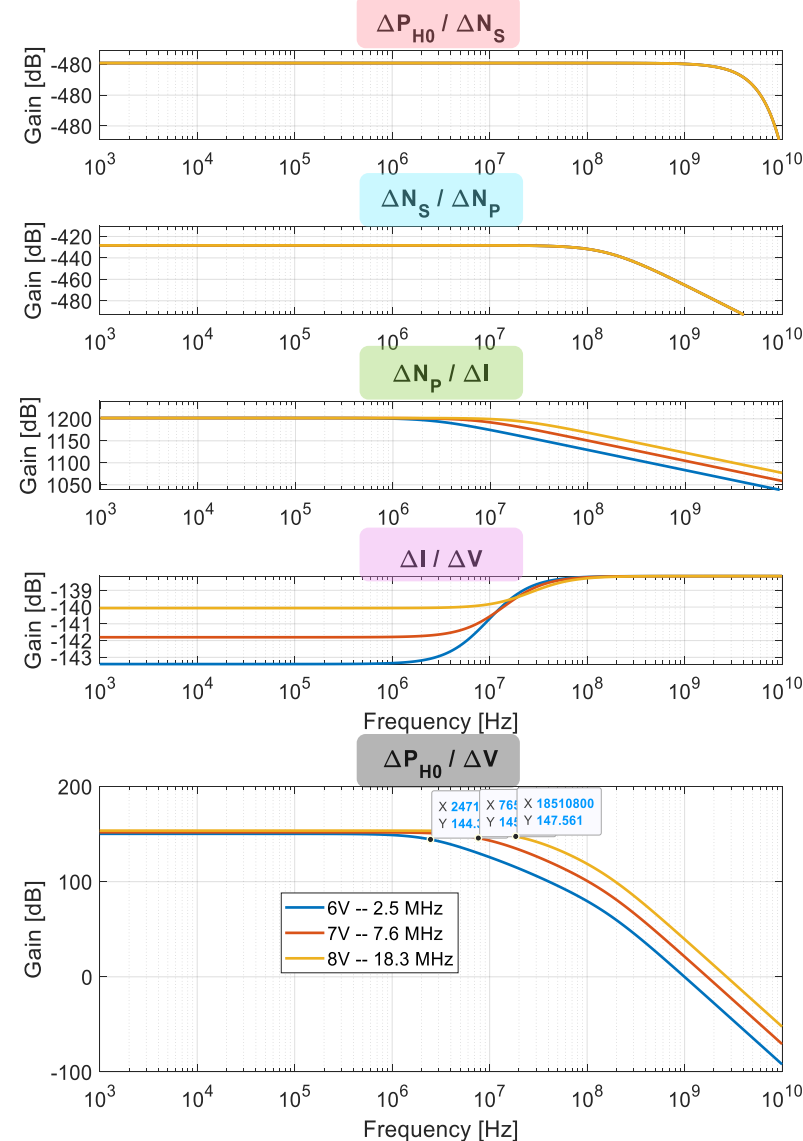 ΔP_H0 / ΔN_S
Gain [dB]
-480
-480
-480
10^3 10^4 10^5 10^6 10^7 10^8 10^9 10^10
ΔN_S / ΔN_P
Gain [dB]
-420
-440
-460
-480
10^3 10^4 10^5 10^6 10^7 10^8 10^9 10^10
ΔN_P / ΔI
Gain [dB]
1200
1150
1100
1050
10^3 10^4 10^5 10^6 10^7 10^8 10^9
ΔI / ΔV
Gain [dB]
-139
-140
-141
-142
-143
10^3 10^4 10^5 10^6 10^7 10^8 10^9 10^10
Frequency [Hz]
ΔP_H0 / ΔV
Gain [dB]
200
100
0
-100
X 2471
Y 144.
X 765
Y 145
X 18510800
Y 147.561
6V -- 2.5 MHz
7V -- 7.6 MHz
8V -- 18.3 MHz
10^3 10^4 10^5 10^6 10^7 10^8 10^9 10^10
Frequency [Hz]